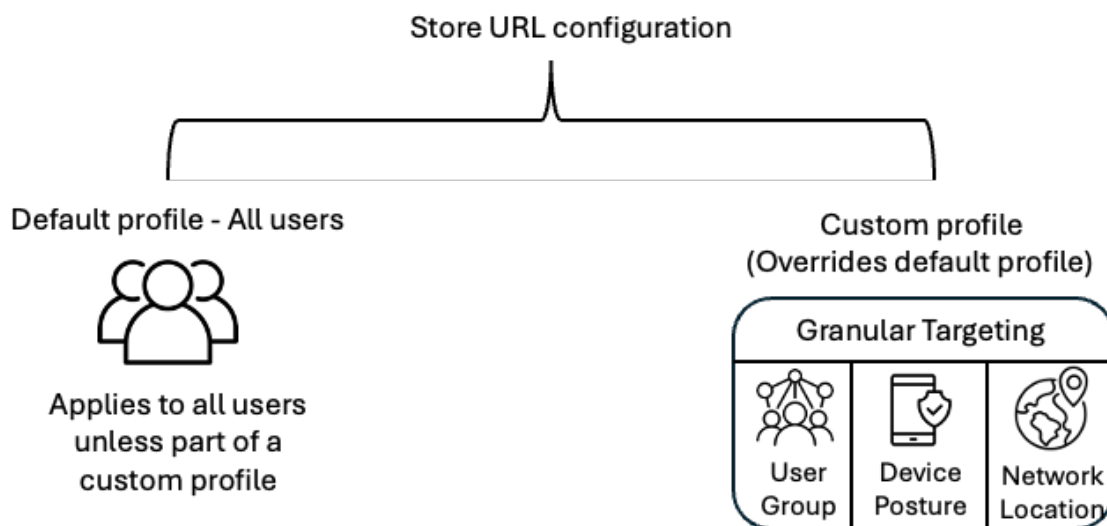 Store URL configuration
Default profile - All users
Applies to all users
unless part of a
custom profile
Custom profile
(Overrides default profile)
Granular Targeting
User
Group
Device
Posture
Network
Location